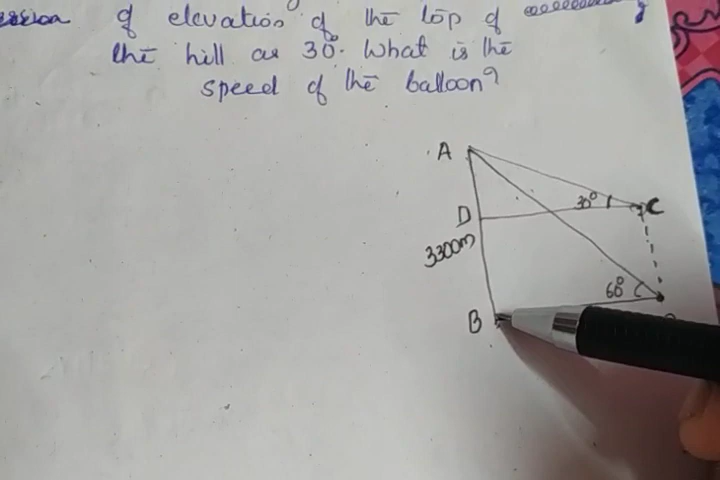 of elevation of the top of
the hill as 30°. What is the
speed of the balloon?
A
30°
C
D
3300m
60°
B